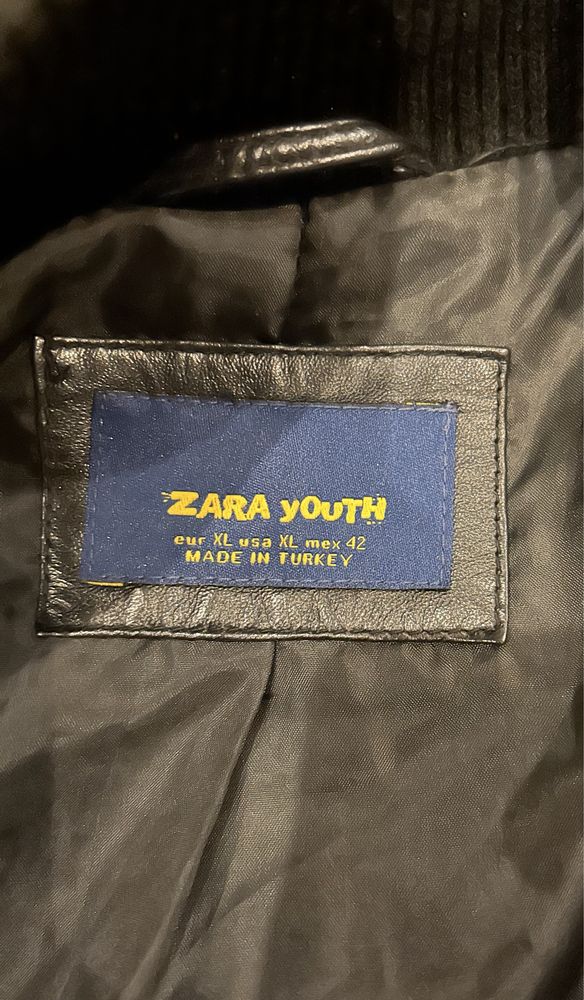 ZARA YOUTH
eur XL usa XL mex 42
MADE IN TURKEY